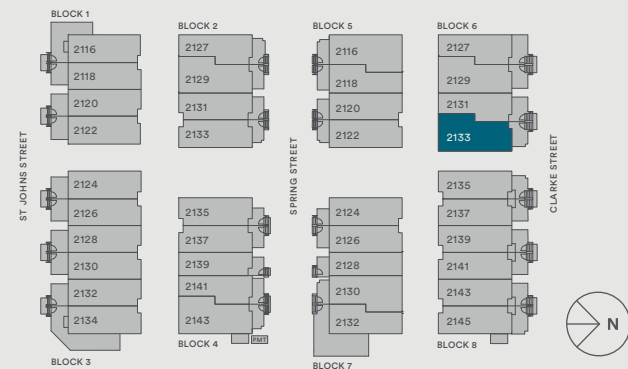 BLOCK 1
2116
2118
2120
2122
BLOCK 2
2127
2129
2131
2133
BLOCK 5
2116
2118
2120
2122
BLOCK 6
2127
2129
2131
2133
ST JOHNS STREET
SPRING STREET
CLARKE STREET
2124
2126
2128
2130
2132
2134
BLOCK 3
2135
2137
2139
2141
2143
BLOCK 4
PMT
2124
2126
2128
2130
2132
BLOCK 7
2135
2137
2139
2141
2143
2145
BLOCK 8
N